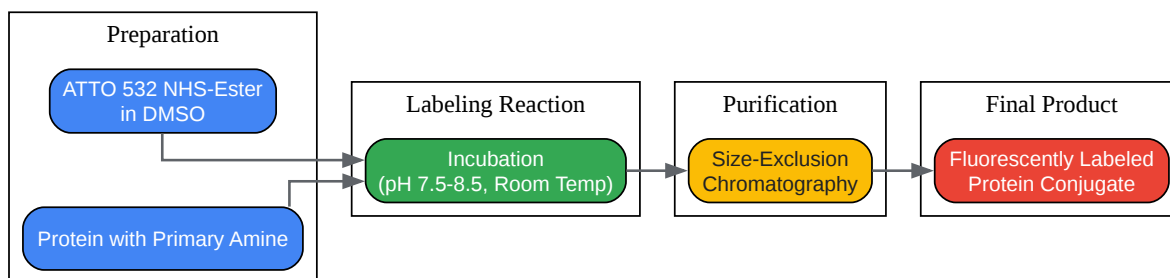 Preparation
ATTO 532 NHS-Ester
in DMSO
Protein with Primary Amine
Labeling Reaction
Incubation
(pH 7.5-8.5, Room Temp)
Purification
Size-Exclusion
Chromatography
Final Product
Fluorescently Labeled
Protein Conjugate